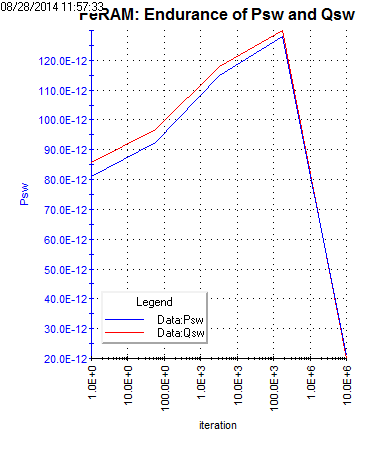 08/28/2014 11:57:33
FeRAM: Endurance of Psw and Qsw
120.0E-12
110.0E-12
100.0E-12
90.0E-12
80.0E-12
70.0E-12
60.0E-12
50.0E-12
40.0E-12
30.0E-12
20.0E-12
Psw
Legend
Data:Psw
Data:Qsw
1.0E+0
10.0E+0
100.0E+0
1.0E+3
10.0E+3
100.0E+3
1.0E+6
10.0E+6
iteration